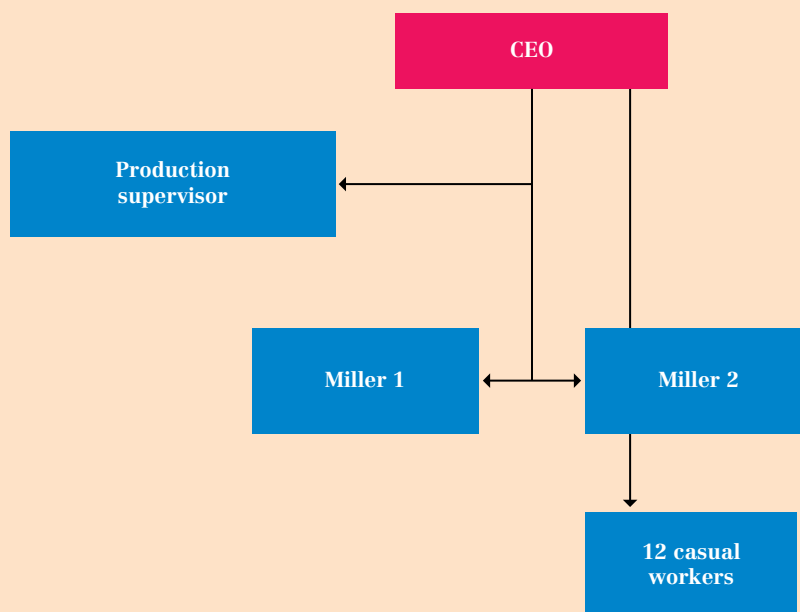 CEO
Production
supervisor
Miller 1
Miller 2
12 casual
workers